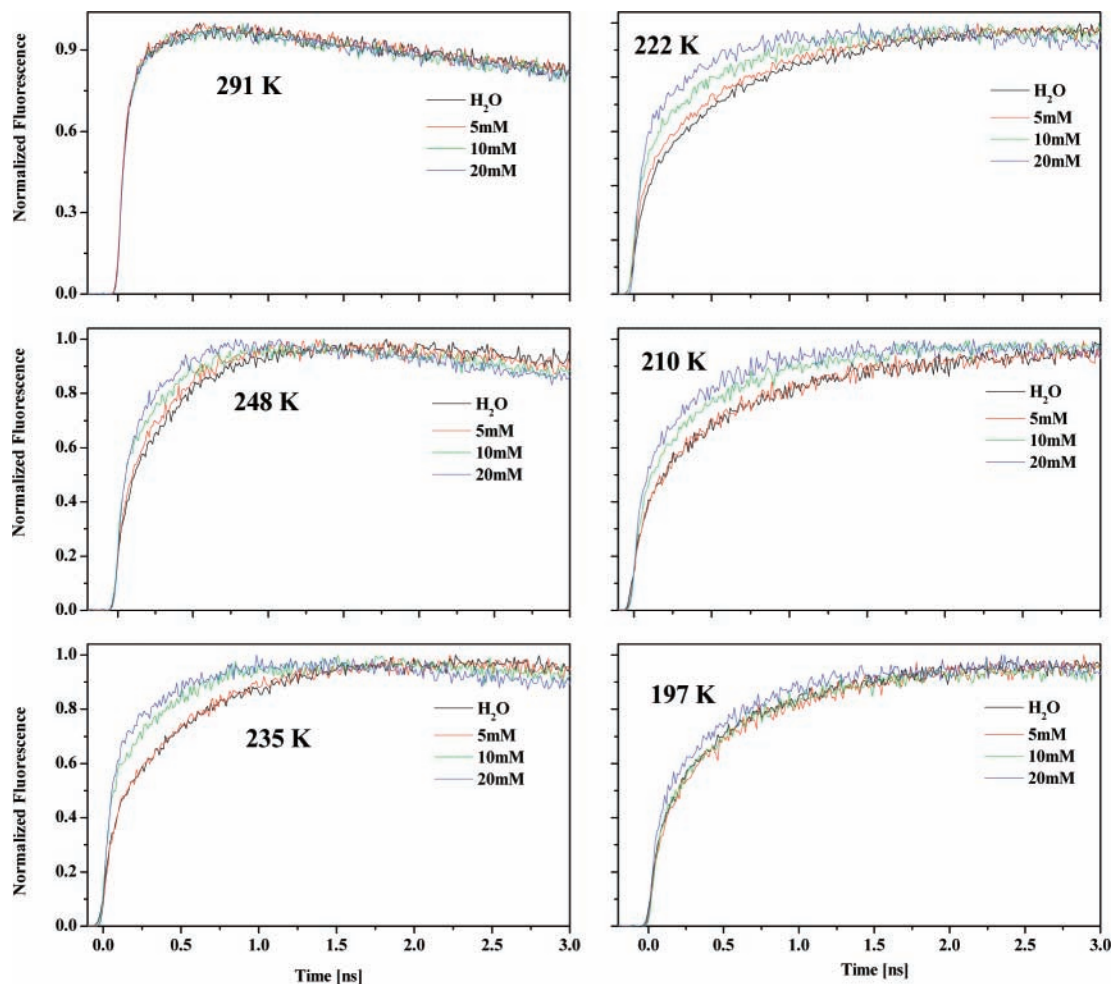 Normalized Fluorescence
0.9
0.6
0.3
0.0
291 K
H₂O
5mM
10mM
20mM
222 K
H₂O
5mM
10mM
20mM
Normalized Fluorescence
1.0
0.8
0.6
0.4
0.2
0.0
248 K
H₂O
5mM
10mM
20mM
210 K
H₂O
5mM
10mM
20mM
Normalized Fluorescence
1.0
0.8
0.6
0.4
0.2
0.0
235 K
H₂O
5mM
10mM
20mM
0.0 0.5 1.0 1.5 2.0 2.5 3.0
Time [ns]
197 K
H₂O
5mM
10mM
20mM
0.0 0.5 1.0 1.5 2.0 2.5 3.0
Time [ns]